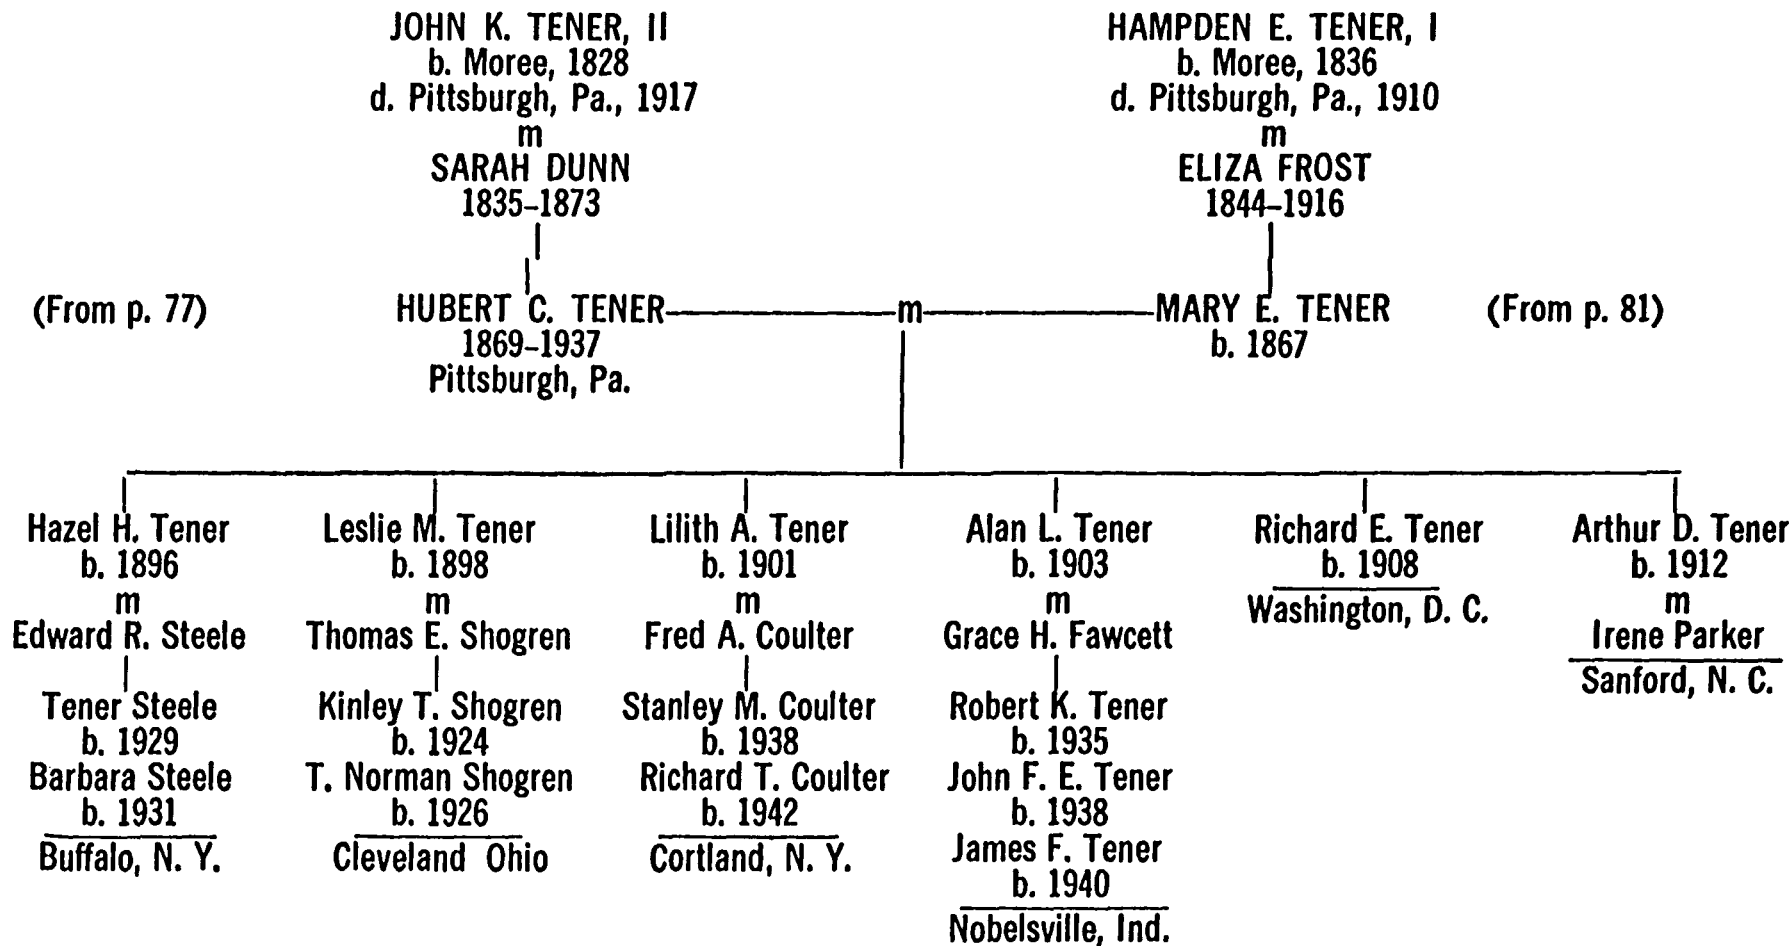 JOHN K. TENER, II
b. Moree, 1828
d. Pittsburgh, Pa., 1917
m
SARAH DUNN
1835-1873
HAMPDEN E. TENER, I
b. Moree, 1836
d. Pittsburgh, Pa., 1910
m
ELIZA FROST
1844-1916
(From p. 77)
HUBERT C. TENER
1869-1937
Pittsburgh, Pa.
m
MARY E. TENER
b. 1867
(From p. 81)
Hazel H. Tener
b. 1896
m
Edward R. Steele
Tener Steele
b. 1929
Barbara Steele
b. 1931
Buffalo, N. Y.
Leslie M. Tener
b. 1898
m
Thomas E. Shogren
Kinley T. Shogren
b. 1924
T. Norman Shogren
b. 1926
Cleveland Ohio
Lilith A. Tener
b. 1901
m
Fred A. Coulter
Stanley M. Coulter
b. 1938
Richard T. Coulter
b. 1942
Cortland, N. Y.
Alan L. Tener
b. 1903
m
Grace H. Fawcett
Robert K. Tener
b. 1935
John F. E. Tener
b. 1938
James F. Tener
b. 1940
Nobelsville, Ind.
Richard E. Tener
b. 1908
Washington, D. C.
Arthur D. Tener
b. 1912
m
Irene Parker
Sanford, N. C.